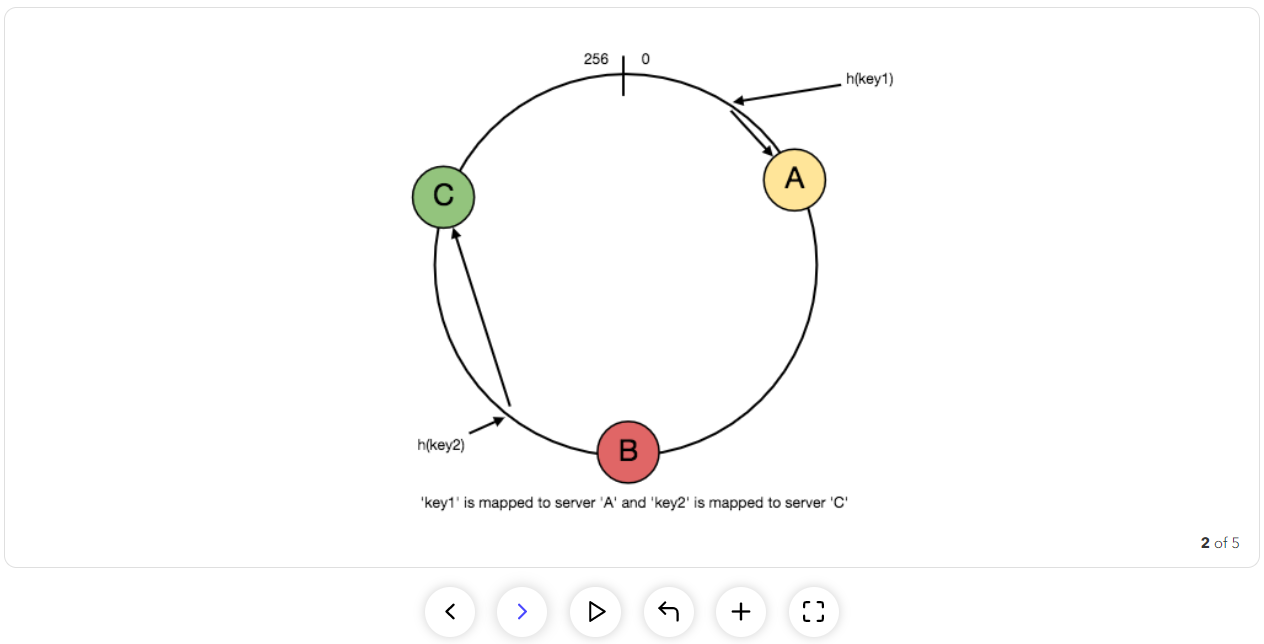 256 0
h(key1)
A
C
h(key2)
B
'key1' is mapped to server 'A' and 'key2' is mapped to server 'C'
2 of 5